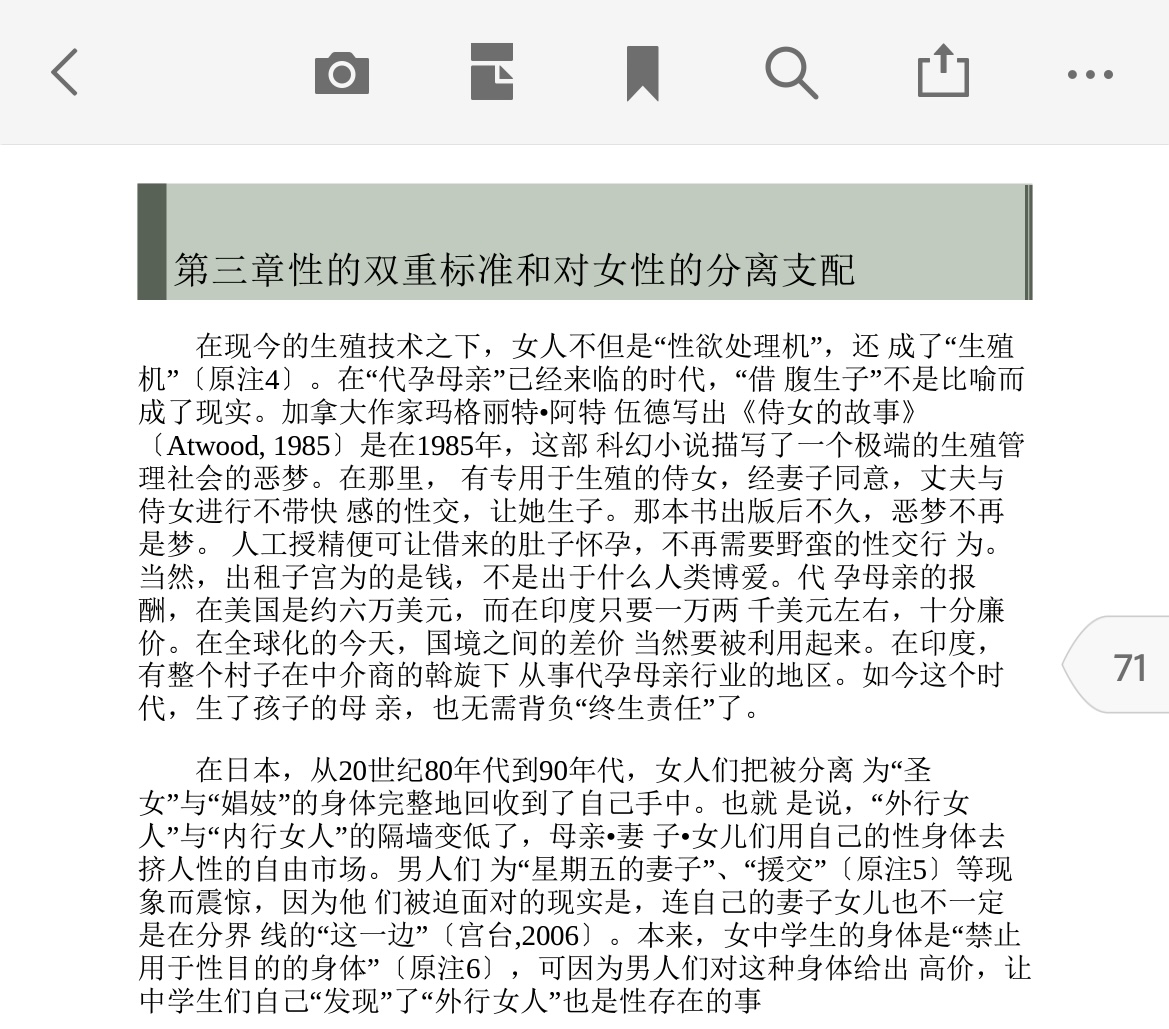 第三章性的双重标准和对女性的分离支配
在现今的生殖技术之下，女人不但是“性欲处理机”，还 成了“生殖
机”〔原注4〕。在“代孕母亲”已经来临的时代，“借 腹生子”不是比喻而
成了现实。加拿大作家玛格丽特•阿特 伍德写出《侍女的故事》
〔Atwood, 1985〕是在1985年，这部 科幻小说描写了一个极端的生殖管
理社会的恶梦。在那里， 有专用于生殖的侍女，经妻子同意，丈夫与
侍女进行不带快 感的性交，让她生子。那本书出版后不久，恶梦不再
是梦。 人工授精便可让借来的肚子怀孕，不再需要野蛮的性交行 为。
当然，出租子宫为的是钱，不是出于什么人类博爱。代 孕母亲的报
酬，在美国是约六万美元，而在印度只要一万两 千美元左右，十分廉
价。在全球化的今天，国境之间的差价 当然要被利用起来。在印度，
有整个村子在中介商的斡旋下 从事代孕母亲行业的地区。如今这个时
代，生了孩子的母 亲，也无需背负“终生责任”了。
在日本，从20世纪80年代到90年代，女人们把被分离 为“圣
女”与“娼妓”的身体完整地回收到了自己手中。也就 是说，“外行女
人”与“内行女人”的隔墙变低了，母亲•妻 子•女儿们用自己的性身体去
挤人性的自由市场。男人们 为“星期五的妻子”、“援交”〔原注5〕等现
象而震惊，因为他 们被迫面对的现实是，连自己的妻子女儿也不一定
是在分界 线的“这一边”〔宫台,2006〕。本来，女中学生的身体是“禁止
用于性目的的身体”〔原注6〕，可因为男人们对这种身体给出 高价，让
中学生们自己“发现”了“外行女人”也是性存在的事
71